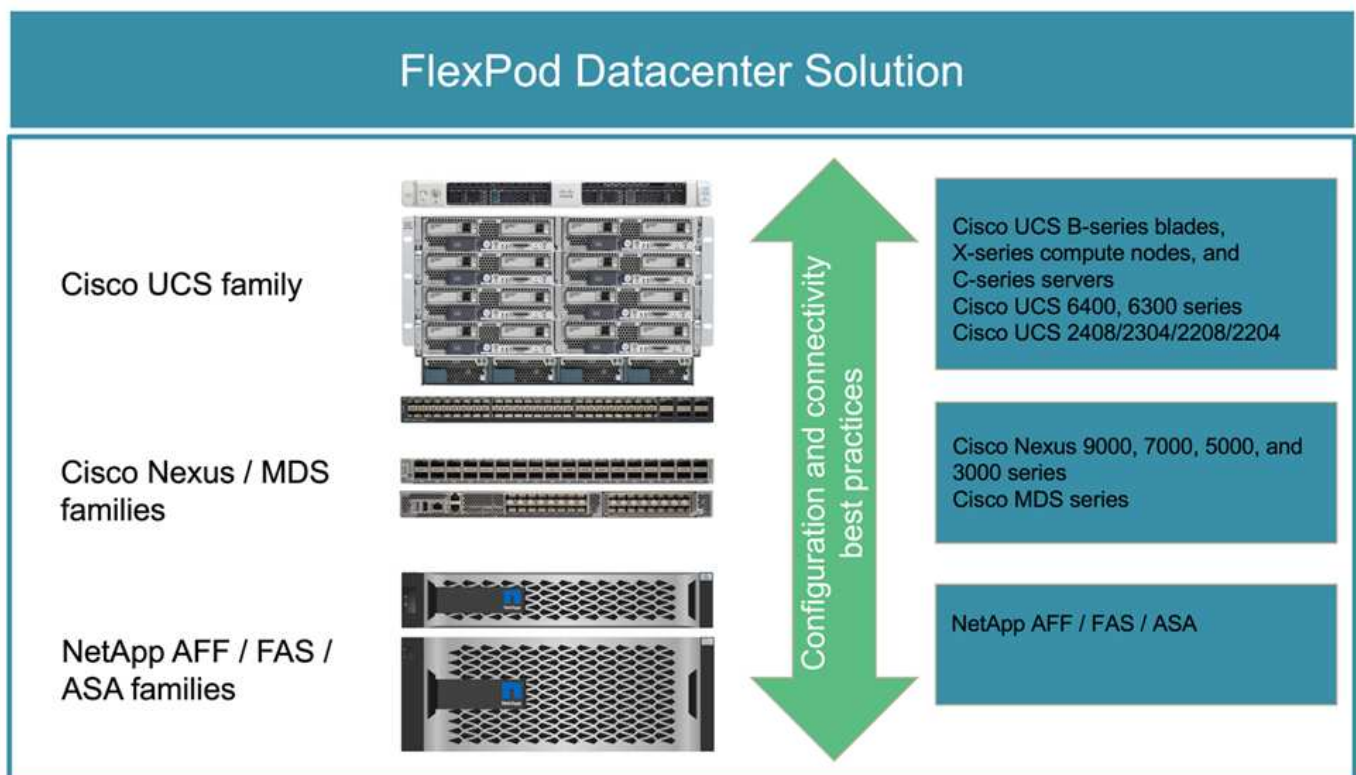 FlexPod Datacenter Solution
Cisco UCS family
Cisco UCS B-series blades,
X-series compute nodes, and
C-series servers
Cisco UCS 6400, 6300 series
Cisco UCS 2408/2304/2208/2204
Configuration and connectivity
best practices
Cisco Nexus / MDS
families
Cisco Nexus 9000, 7000, 5000, and
3000 series
Cisco MDS series
NetApp AFF / FAS /
ASA families
NetApp
NetApp
NetApp AFF / FAS / ASA